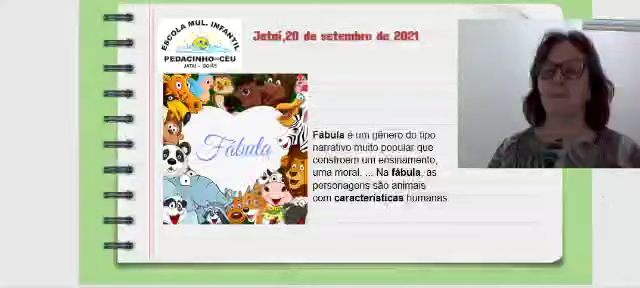 ESCOLA MUL. INFANTIL
PEDACINHO DO CÉU
JATAÍ - GOIÁS
Jataí,20 de setembro de 2021
Fábula
Fábula é um gênero do tipo
narrativo muito popular que
constroem um ensinamento,
uma moral. ... Na fábula, as
personagens são animais
com características humanas.